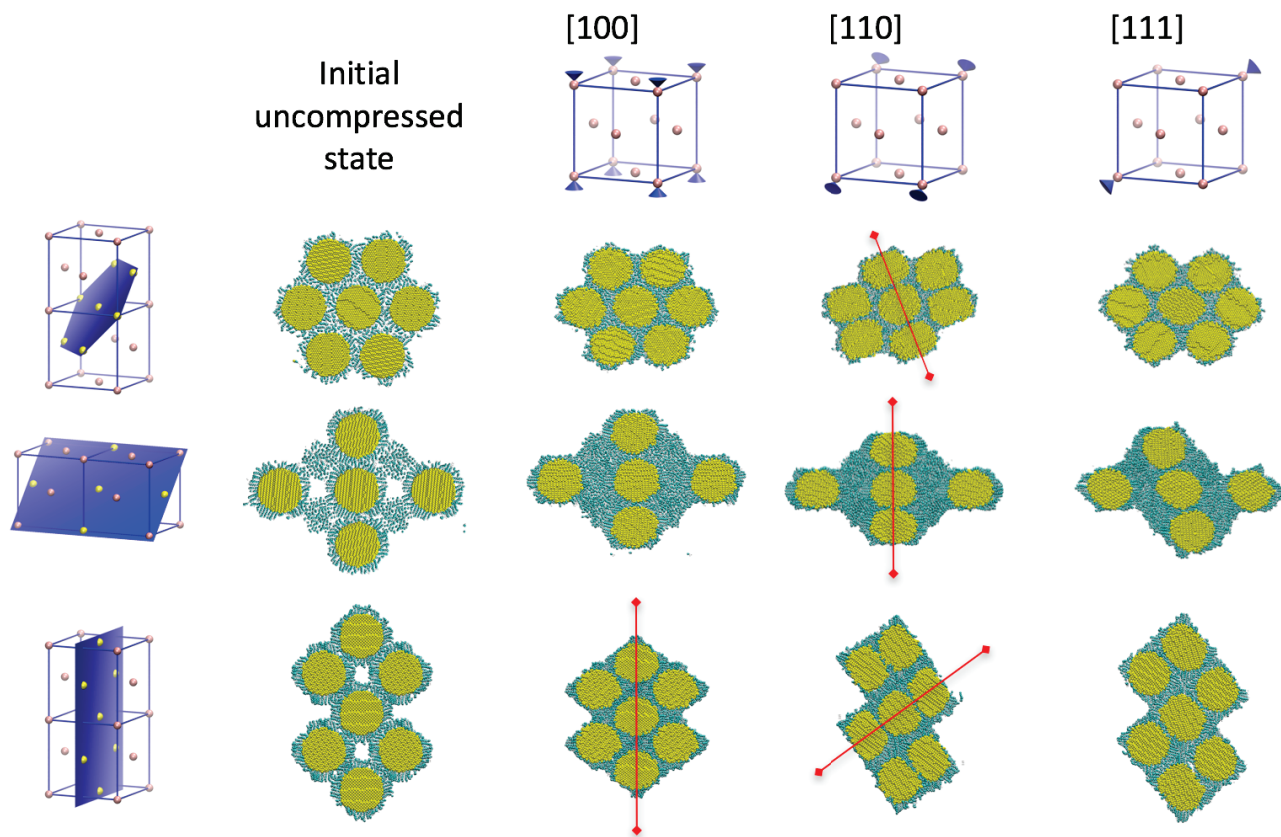 [100]
[110]
[111]
Initial
uncompressed
state